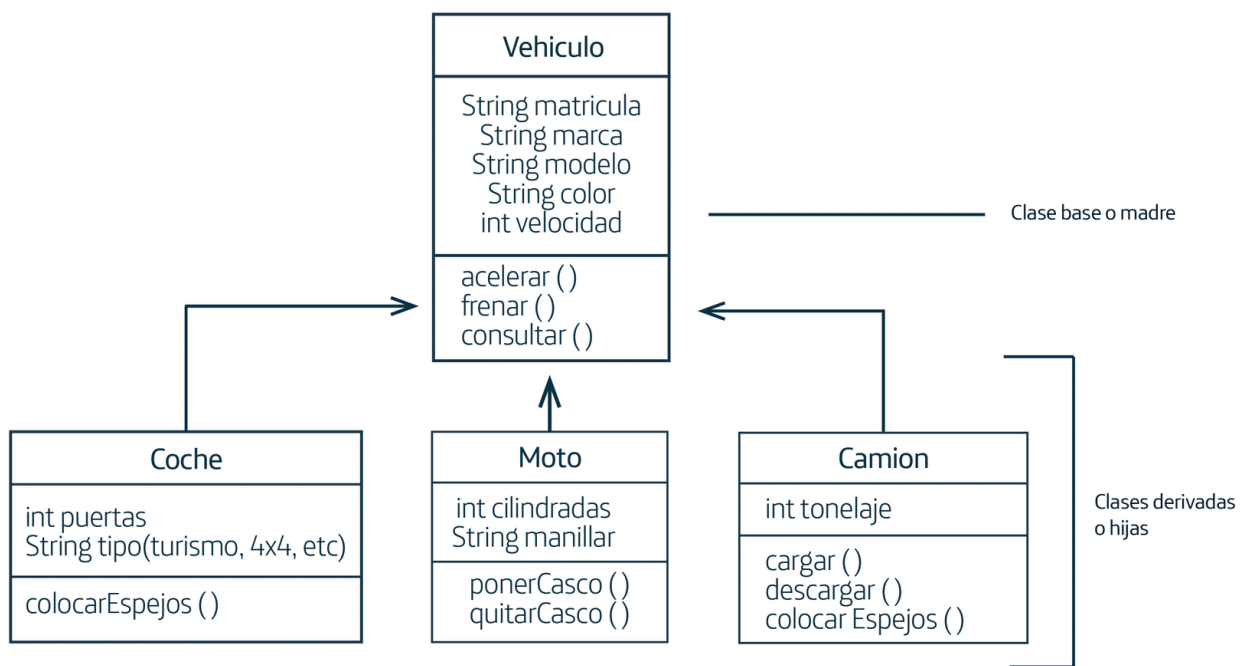 Vehiculo
String matricula
String marca
String modelo
String color
int velocidad
acelerar ( )
frenar ( )
consultar ( )
Clase base o madre
Coche
int puertas
String tipo(turismo, 4x4, etc)
colocarEspejos ( )
Moto
int cilindradas
String manillar
ponerCasco ( )
quitarCasco ( )
Camion
int tonelaje
cargar ( )
descargar ( )
colocar Espejos ( )
Clases derivadas
o hijas